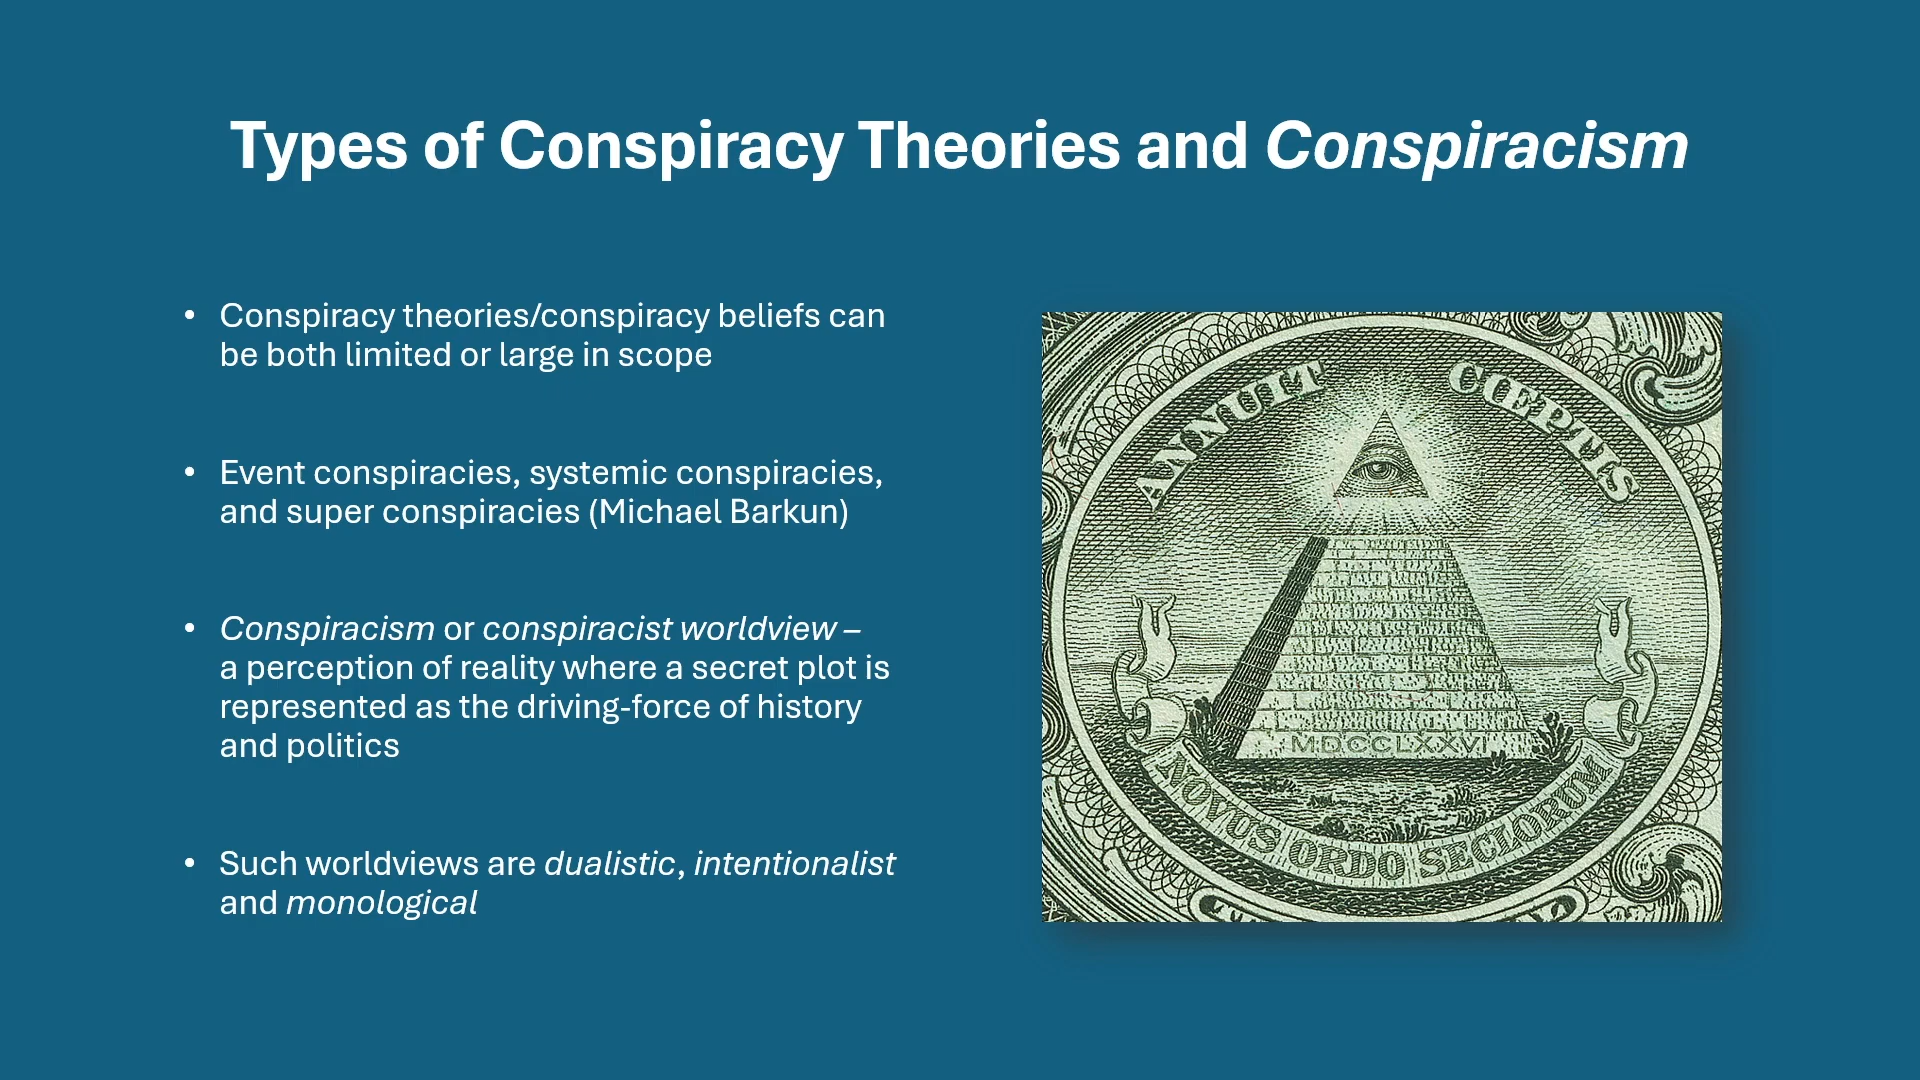 Types of Conspiracy Theories and Conspiracism
• Conspiracy theories/conspiracy beliefs can
be both limited or large in scope
• Event conspiracies, systemic conspiracies,
and super conspiracies (Michael Barkun)
• Conspiracism or conspiracist worldview –
a perception of reality where a secret plot is
represented as the driving-force of history
and politics
• Such worldviews are dualistic, intentionalist
and monological
ANNUIT CŒPTIS
MDCCLXXVI
NOVUS ORDO SECLORUM